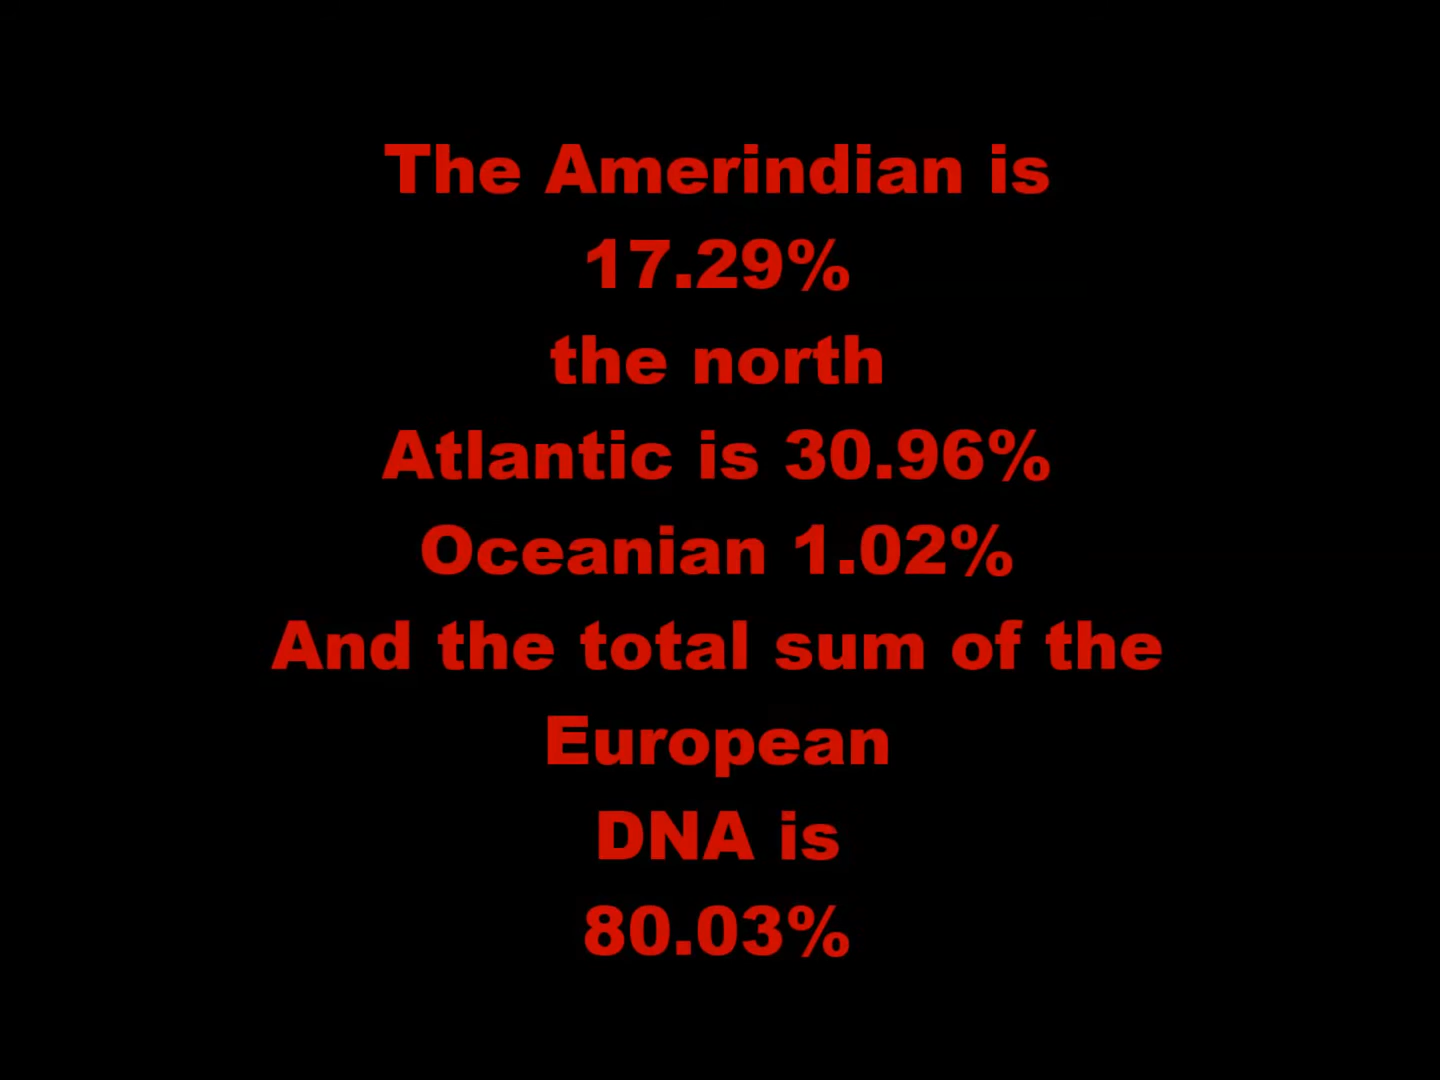 The Amerindian is
17.29%
the north
Atlantic is 30.96%
Oceanian 1.02%
And the total sum of the
European
DNA is
80.03%